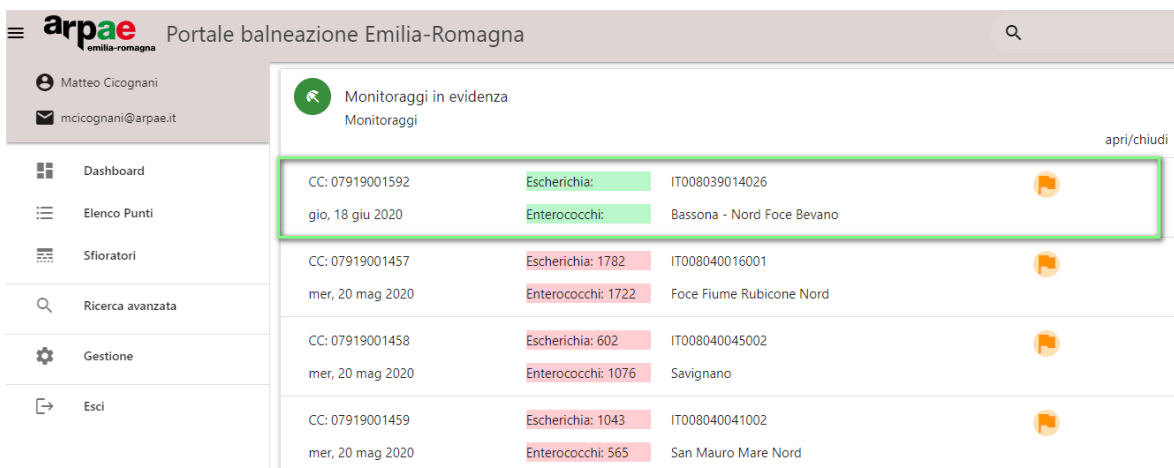 arpae
emilia-romagna
Portale balneazione Emilia-Romagna
Matteo Cicognani
mcicognani@arpae.it
Dashboard
Elenco Punti
Sfioratori
Ricerca avanzata
Gestione
Esci
Monitoraggi in evidenza
Monitoraggi
apri/chiudi
CC: 07919001592 Escherichia: IT008039014026
gio, 18 giu 2020 Enterococchi: Bassona - Nord Foce Bevano
CC: 07919001457 Escherichia: 1782 IT008040016001
mer, 20 mag 2020 Enterococchi: 1722 Foce Fiume Rubicone Nord
CC: 07919001458 Escherichia: 602 IT008040045002
mer, 20 mag 2020 Enterococchi: 1076 Savignano
CC: 07919001459 Escherichia: 1043 IT008040041002
mer, 20 mag 2020 Enterococchi: 565 San Mauro Mare Nord